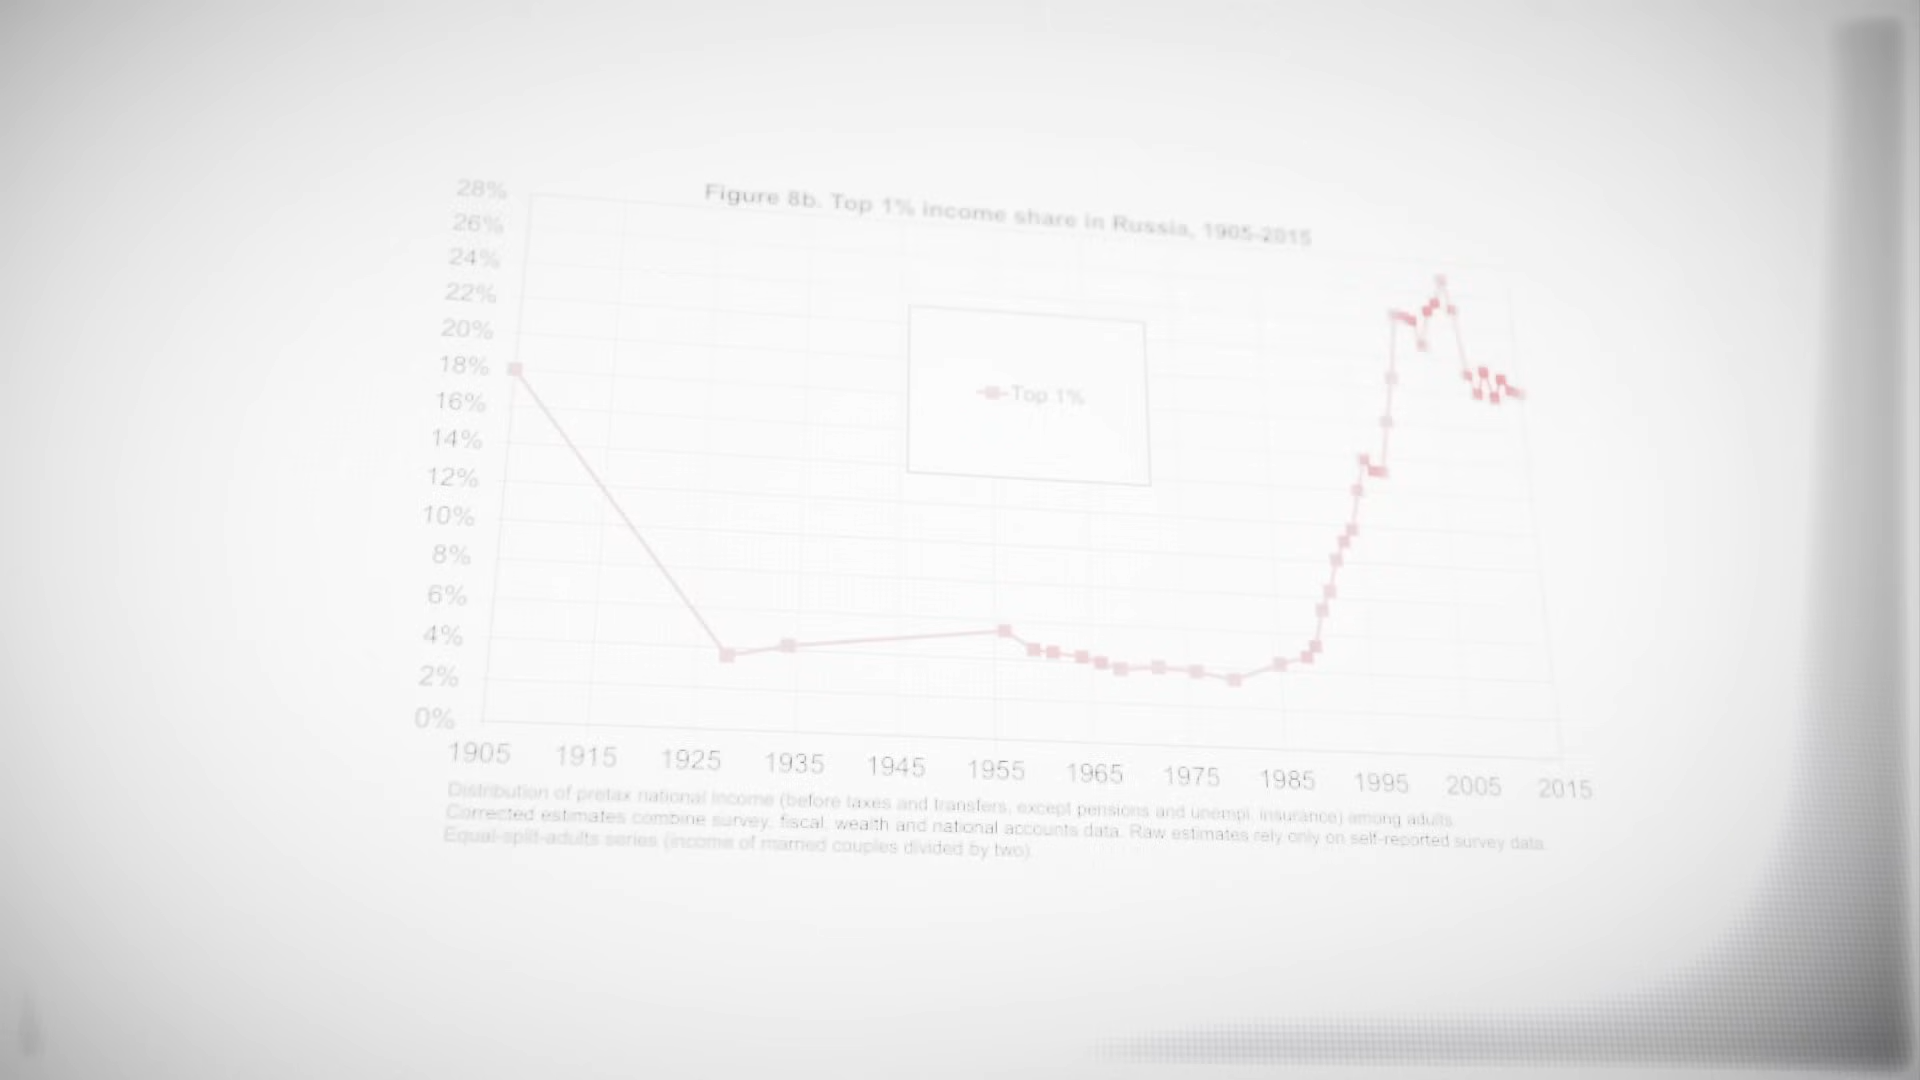 Figure 8b. Top 1% income share in Russia, 1905-2015
28%
26%
24%
22%
20%
18%
16%
14%
12%
10%
8%
6%
4%
2%
0%
Top 1%
1905 1915 1925 1935 1945 1955 1965 1975 1985 1995 2005 2015
Distribution of pretax national income (before taxes and transfers, except pensions and unempl. insurance) among adults.
Corrected estimates combine survey, fiscal, wealth and national accounts data. Raw estimates rely only on self-reported survey data.
Equal-split-adults series (income of married couples divided by two).